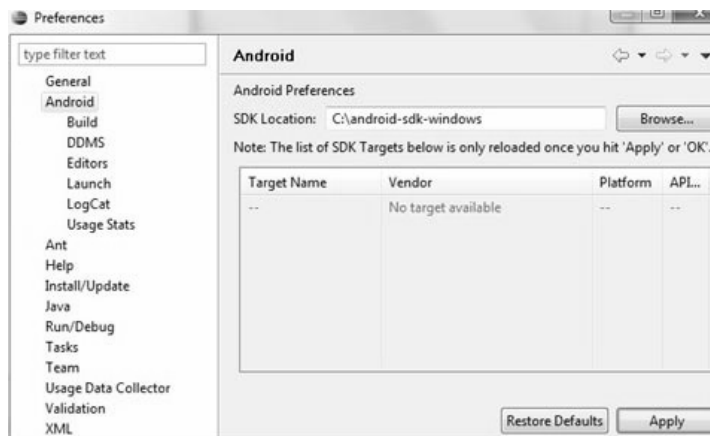 Preferences
type filter text
General
Android
Build
DDMS
Editors
Launch
LogCat
Usage Stats
Ant
Help
Install/Update
Java
Run/Debug
Tasks
Team
Usage Data Collector
Validation
XML
Android
Android Preferences
SDK Location: C:\android-sdk-windows Browse...
Note: The list of SDK Targets below is only reloaded once you hit 'Apply' or 'OK'.
Target Name Vendor Platform API...
-- No target available -- --
Restore Defaults Apply